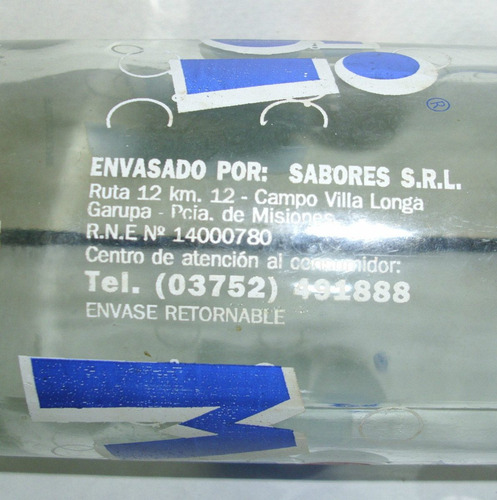 ®
ENVASADO POR: SABORES S.R.L.
Ruta 12 km. 12 - Campo Villa Longa
Garupa - Pcia. de Misiones
R.N.E Nº 14000780
Centro de atención al consumidor:
Tel. (03752) 491888
ENVASE RETORNABLE
M